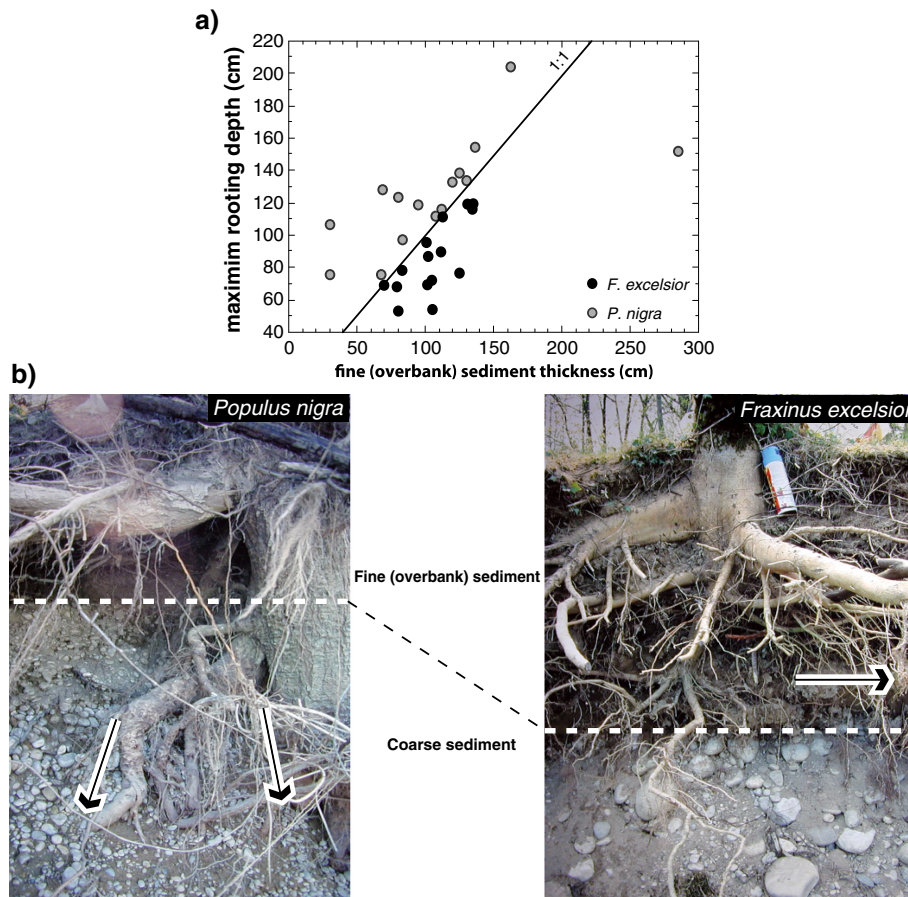 a)
maximim rooting depth (cm)
220
200
180
160
140
120
100
80
60
40
1:1
F. excelsior
P. nigra
0
50
100
150
200
250
300
fine (overbank) sediment thickness (cm)
b)
Populus nigra
Fraxinus excelsior
Fine (overbank) sediment
Coarse sediment